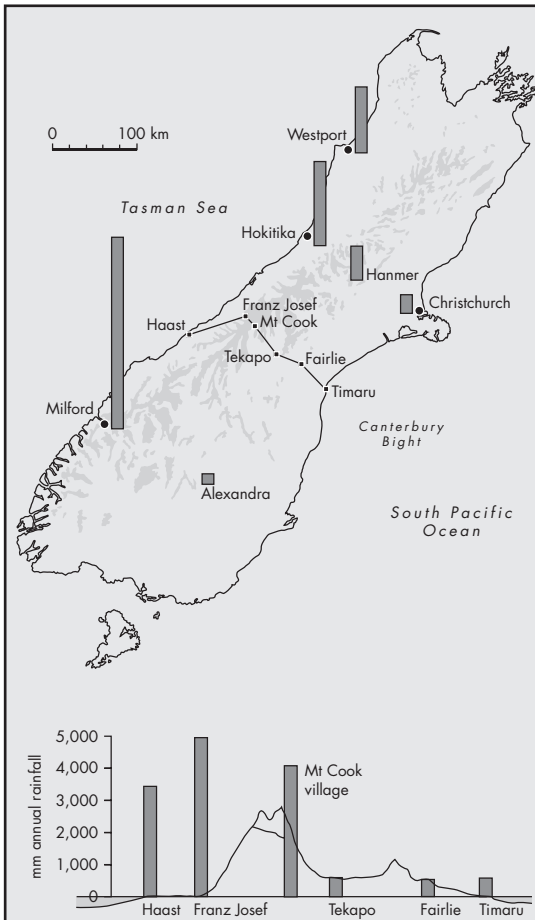 0
100 km
Westport
Tasman Sea
Hokitika
Hanmer
Christchurch
Franz Josef
Mt Cook
Haast
Tekapo
Fairlie
Timaru
Milford
Canterbury
Bight
Alexandra
South Pacific
Ocean
mm annual rainfall
5,000
4,000
3,000
2,000
1,000
0
Mt Cook
village
Haast
Franz Josef
Tekapo
Fairlie
Timaru